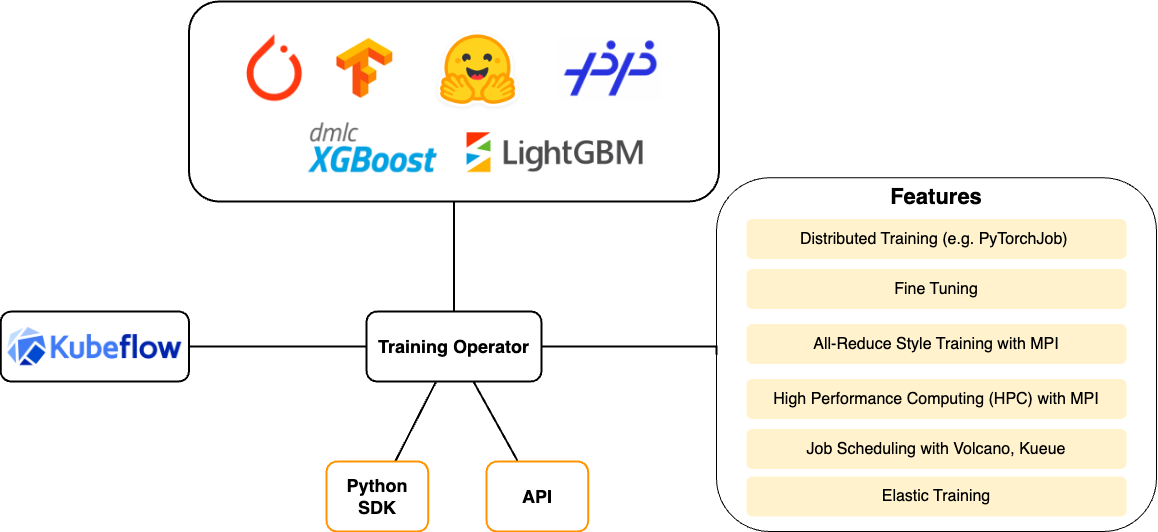 dmlc
XGBoost
LightGBM
Kubeflow
Training Operator
Python
SDK
API
Features
Distributed Training (e.g. PyTorchJob)
Fine Tuning
All-Reduce Style Training with MPI
High Performance Computing (HPC) with MPI
Job Scheduling with Volcano, Kueue
Elastic Training